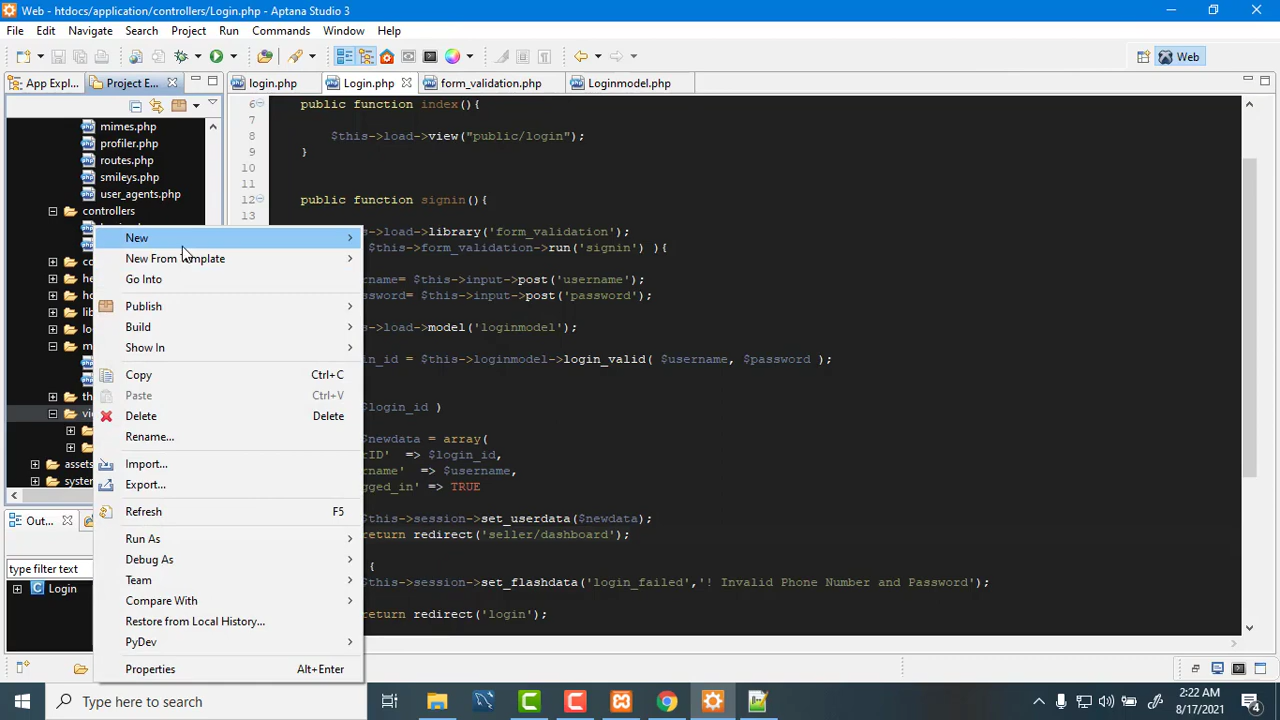 Web - htdocs/application/controllers/Login.php - Aptana Studio 3
File Edit Navigate Search Project Run Commands Window Help
Web
App Expl... Project E... login.php Login.php form_validation.php Loginmodel.php
mimes.php
profiler.php
routes.php
smileys.php
user_agents.php
controllers
assets
Out...
type filter text
Login
New
New From Template
Go Into
Publish
Build
Show In
Copy Ctrl+C
Paste Ctrl+V
Delete Delete
Rename...
Import...
Export...
Refresh F5
Run As
Debug As
Team
Compare With
Restore from Local History...
PyDev
Properties Alt+Enter
6 public function index(){
7
8 $this->load->view("public/login");
9 }
10
11
12 public function signin(){
13
load->library('form_validation');
$this->form_validation->run('signin') ){
rname= $this->input->post('username');
sword= $this->input->post('password');
load->model('loginmodel');
in_id = $this->loginmodel->login_valid( $username, $password );
$login_id )
$newdata = array(
rID' => $login_id,
name' => $username,
gged_in' => TRUE
$this->session->set_userdata($newdata);
return redirect('seller/dashboard');
{
$this->session->set_flashdata('login_failed','! Invalid Phone Number and Password');
return redirect('login');
Type here to search
2:22 AM
8/17/2021
4